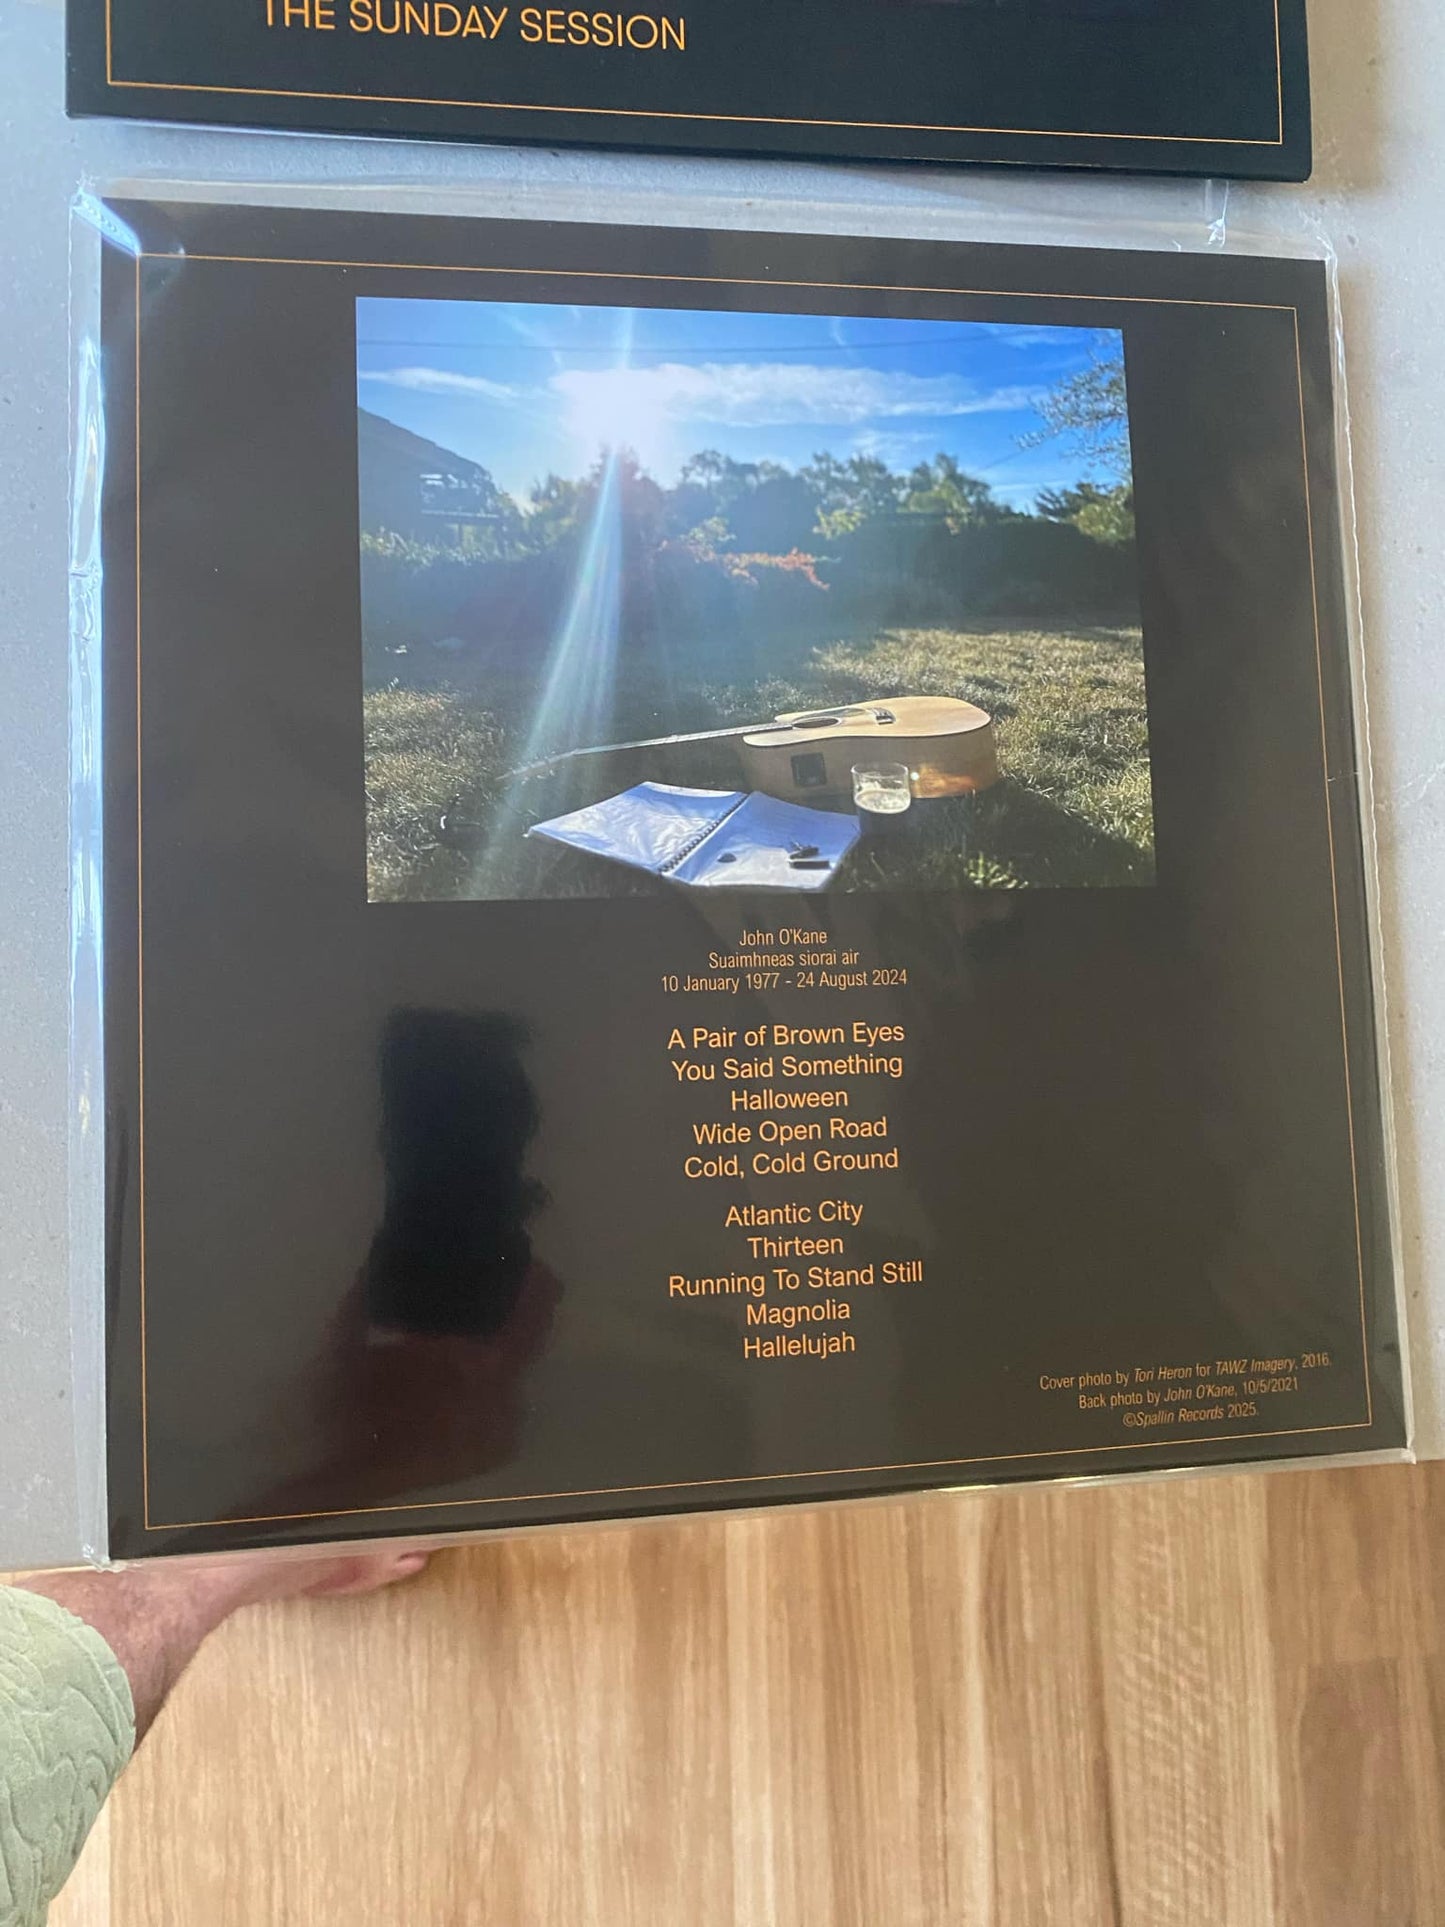 THE SUNDAY SESSION
John O'Kane
Suaimhneas siorai air
10 January 1977 - 24 August 2024
A Pair of Brown Eyes
You Said Something
Halloween
Wide Open Road
Cold, Cold Ground
Atlantic City
Thirteen
Running To Stand Still
Magnolia
Hallelujah
Cover photo by Tori Heron for TAWZ Imagery, 2016.
Back photo by John O'Kane, 10/5/2021
©Spallin Records 2025.